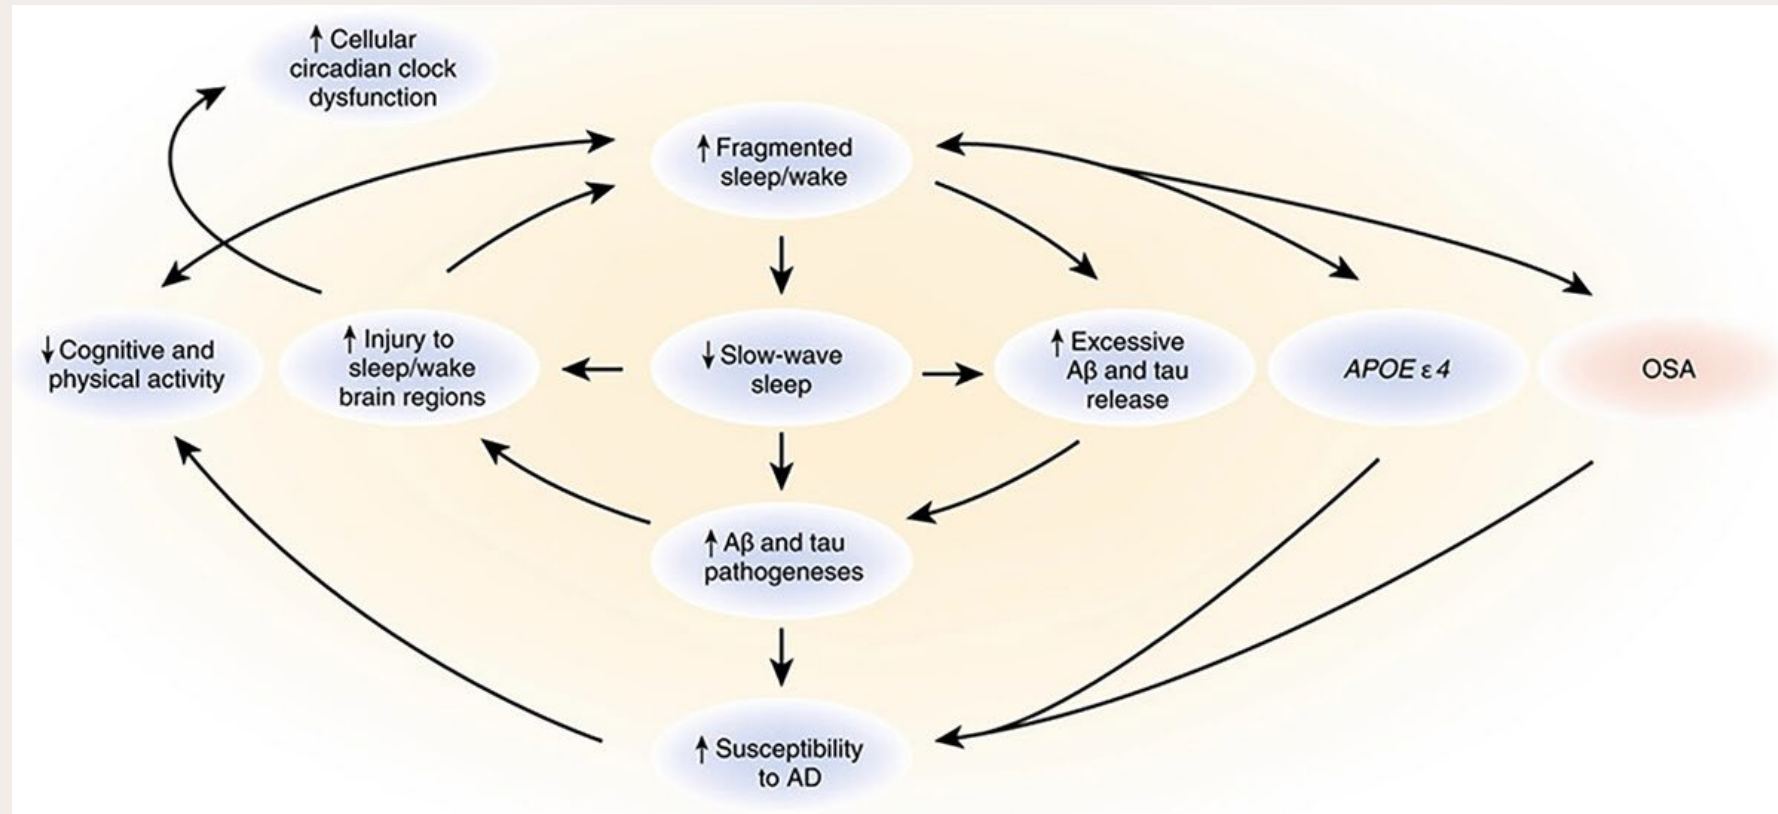 ↑ Cellular
circadian clock
dysfunction
↑ Fragmented
sleep/wake
↓ Cognitive and
physical activity
↑ Injury to
sleep/wake
brain regions
↓ Slow-wave
sleep
↑ Excessive
Aβ and tau
release
APOE ε4
OSA
↑ Aβ and tau
pathogeneses
↑ Susceptibility
to AD